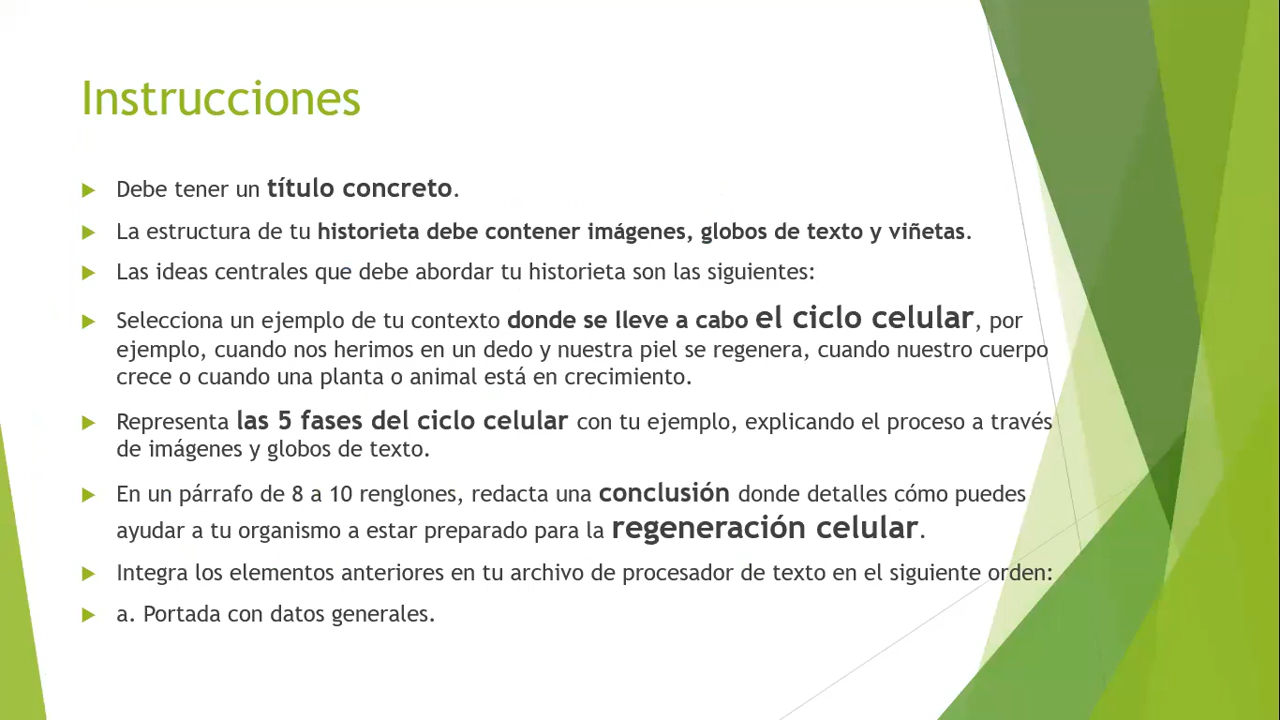 Instrucciones
Debe tener un título concreto.
La estructura de tu historieta debe contener imágenes, globos de texto y viñetas.
Las ideas centrales que debe abordar tu historieta son las siguientes:
Selecciona un ejemplo de tu contexto donde se lleve a cabo el ciclo celular, por
ejemplo, cuando nos herimos en un dedo y nuestra piel se regenera, cuando nuestro cuerpo
crece o cuando una planta o animal está en crecimiento.
Representa las 5 fases del ciclo celular con tu ejemplo, explicando el proceso a través
de imágenes y globos de texto.
En un párrafo de 8 a 10 renglones, redacta una conclusión donde detalles cómo puedes
ayudar a tu organismo a estar preparado para la regeneración celular.
Integra los elementos anteriores en tu archivo de procesador de texto en el siguiente orden:
a. Portada con datos generales.